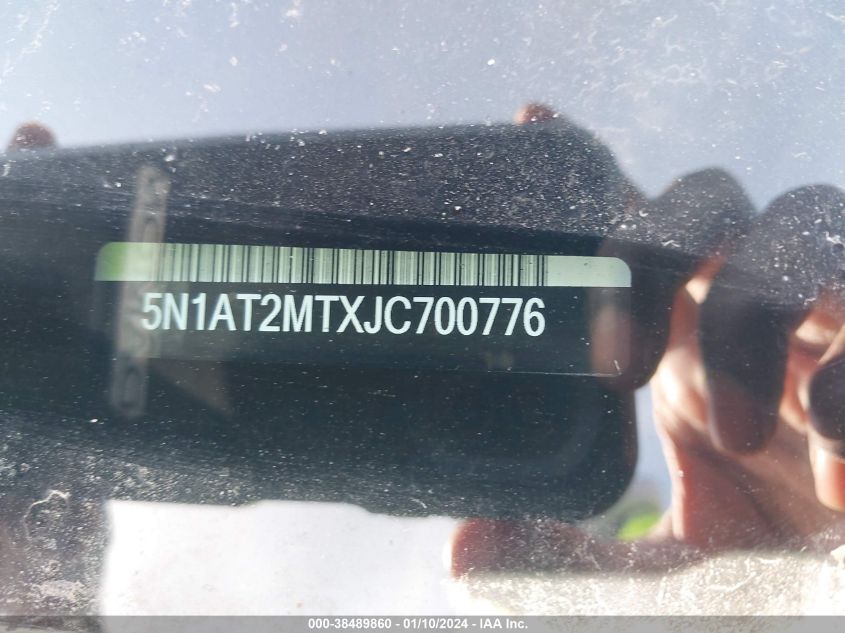 5N1AT2MTXJC700776
000-38489860 - 01/10/2024 - IAA Inc.